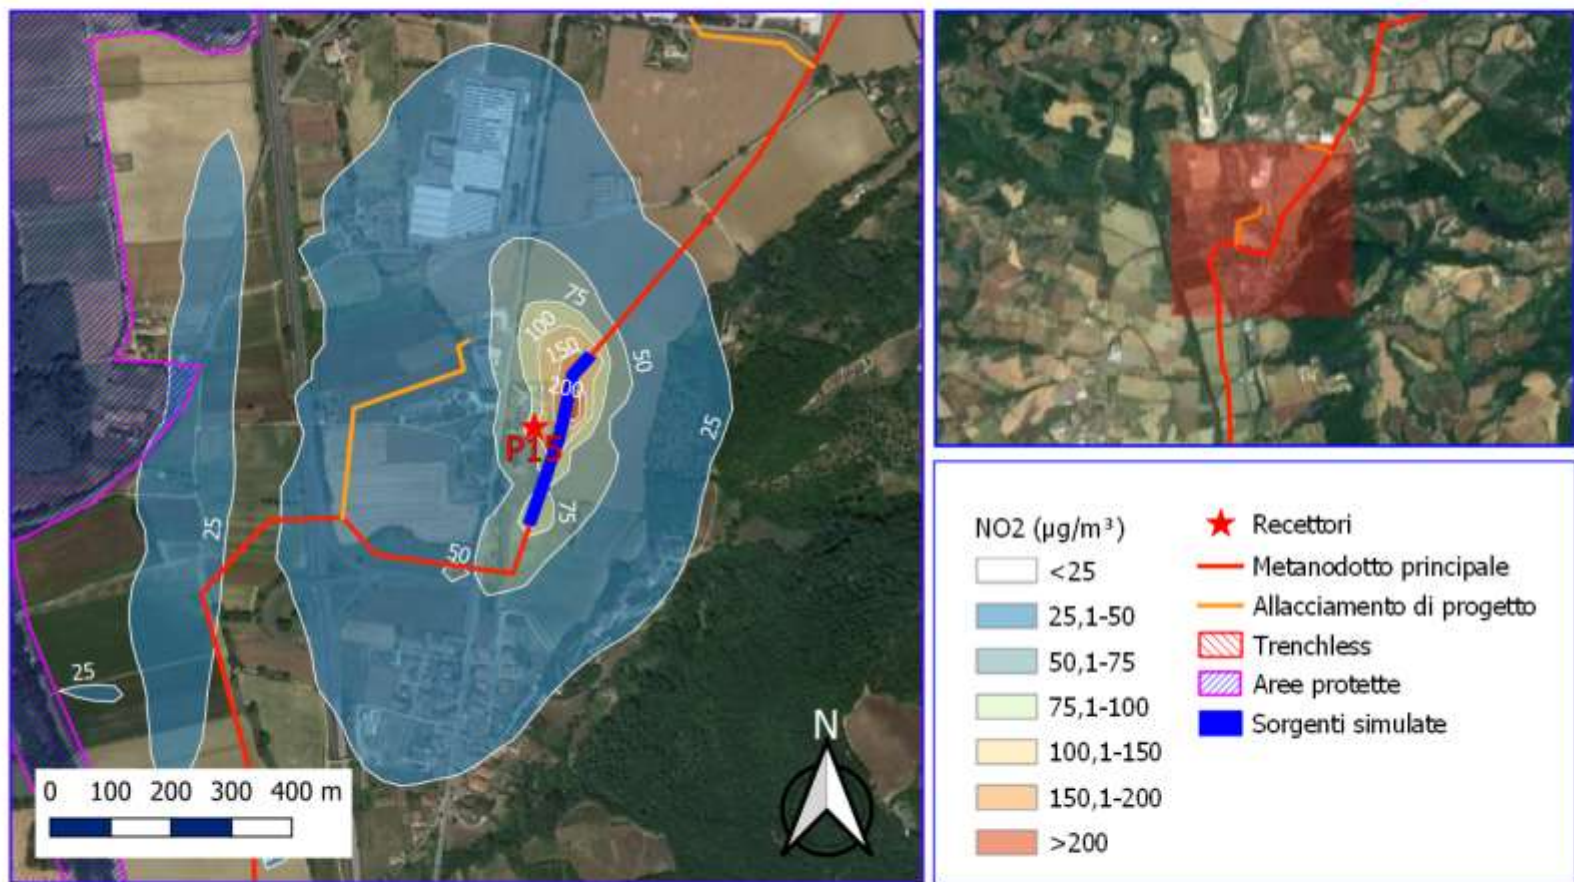 75
100
150
200
50
25
P15
75
50
25
25
N
0 100 200 300 400 m
NO2 (µg/m³)
<25
25,1-50
50,1-75
75,1-100
100,1-150
150,1-200
>200
Recettori
Metanodotto principale
Allacciamento di progetto
Trenchless
Aree protette
Sorgenti simulate